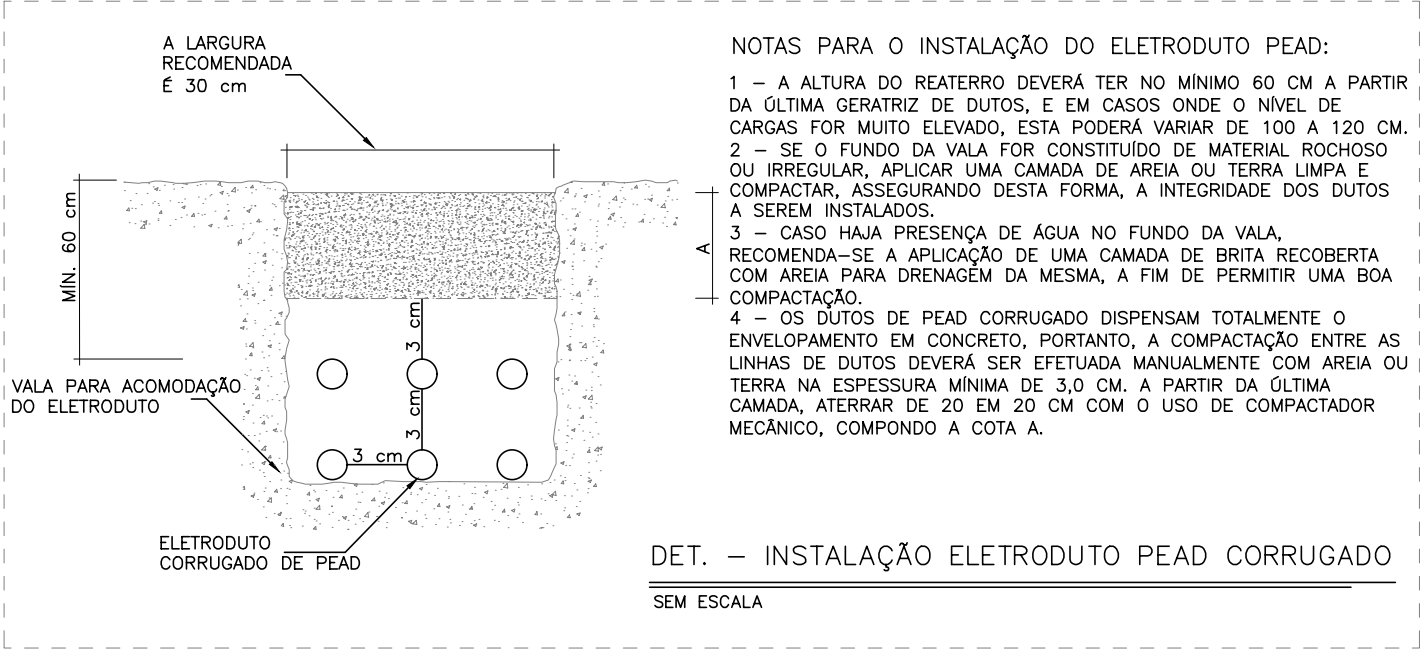 A LARGURA
RECOMENDADA
É 30 cm
MÍN. 60 cm
3 cm
3 cm
3 cm
A
VALA PARA ACOMODAÇÃO
DO ELETRODUTO
ELETRODUTO
CORRUGADO DE PEAD
NOTAS PARA O INSTALAÇÃO DO ELETRODUTO PEAD:
1 – A ALTURA DO REATERRO DEVERÁ TER NO MÍNIMO 60 CM A PARTIR
DA ÚLTIMA GERATRIZ DE DUTOS, E EM CASOS ONDE O NÍVEL DE
CARGAS FOR MUITO ELEVADO, ESTA PODERÁ VARIAR DE 100 A 120 CM.
2 – SE O FUNDO DA VALA FOR CONSTITUÍDO DE MATERIAL ROCHOSO
OU IRREGULAR, APLICAR UMA CAMADA DE AREIA OU TERRA LIMPA E
COMPACTAR, ASSEGURANDO DESTA FORMA, A INTEGRIDADE DOS DUTOS
A SEREM INSTALADOS.
3 – CASO HAJA PRESENÇA DE ÁGUA NO FUNDO DA VALA,
RECOMENDA–SE A APLICAÇÃO DE UMA CAMADA DE BRITA RECOBERTA
COM AREIA PARA DRENAGEM DA MESMA, A FIM DE PERMITIR UMA BOA
COMPACTAÇÃO.
4 – OS DUTOS DE PEAD CORRUGADO DISPENSAM TOTALMENTE O
ENVELOPAMENTO EM CONCRETO, PORTANTO, A COMPACTAÇÃO ENTRE AS
LINHAS DE DUTOS DEVERÁ SER EFETUADA MANUALMENTE COM AREIA OU
TERRA NA ESPESSURA MÍNIMA DE 3,0 CM. A PARTIR DA ÚLTIMA
CAMADA, ATERRAR DE 20 EM 20 CM COM O USO DE COMPACTADOR
MECÂNICO, COMPONDO A COTA A.
DET. – INSTALAÇÃO ELETRODUTO PEAD CORRUGADO
SEM ESCALA